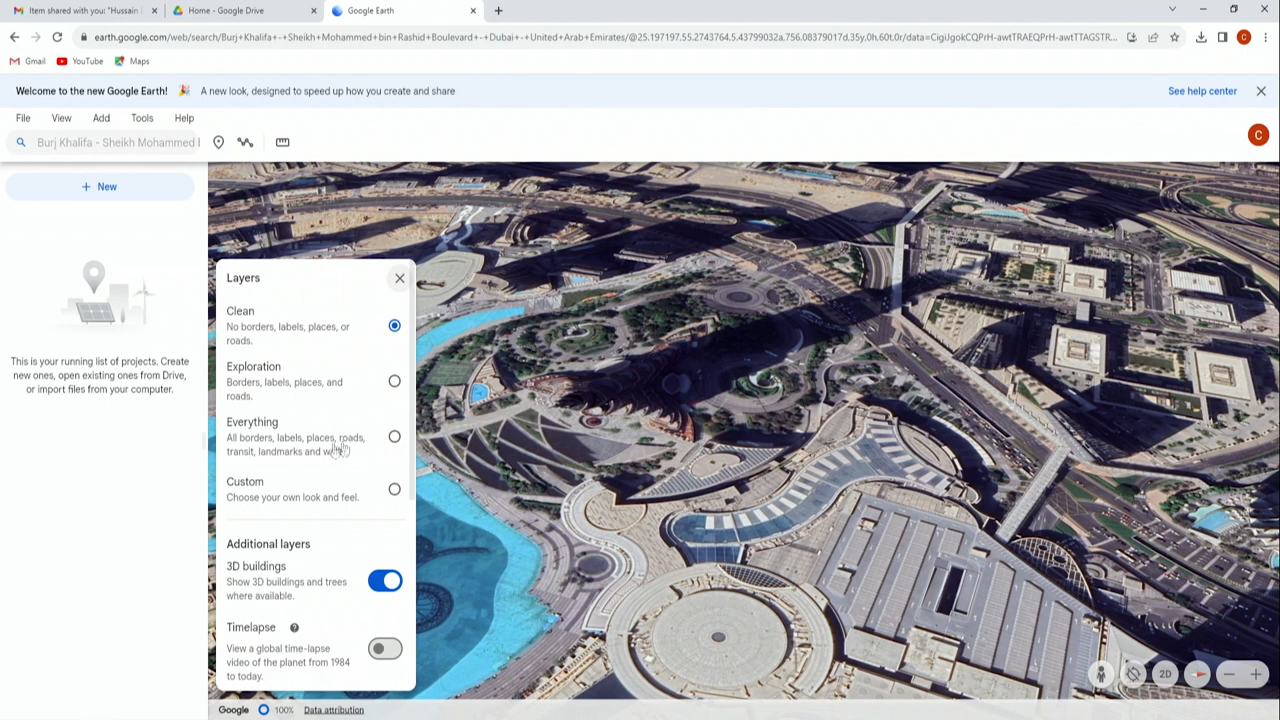 Item shared with you: "Hussain
Home - Google Drive
Google Earth
earth.google.com/web/search/Burj+Khalifa+-+Sheikh+Mohammed+bin+Rashid+Boulevard+-+Dubai+-+United+Arab+Emirates/@25.197197,55.2743764,5.43799032a,756.08379017d,35y,0h,60t,0r/data=CigiJgokCQPrH-awtTRAEQPrH-awtTTAGSTR...
C
Gmail
YouTube
Maps
Welcome to the new Google Earth! A new look, designed to speed up how you create and share
See help center
File
View
Add
Tools
Help
Burj Khalifa - Sheikh Mohammed
C
+ New
This is your running list of projects. Create
new ones, open existing ones from Drive,
or import files from your computer.
Layers
Clean
No borders, labels, places, or
roads.
Exploration
Borders, labels, places, and
roads.
Everything
All borders, labels, places, roads,
transit, landmarks and
Custom
Choose your own look and feel.
Additional layers
3D buildings
Show 3D buildings and trees
where available.
Timelapse
View a global time-lapse
video of the planet from 1984
to today.
2D
Google
100%
Data attribution